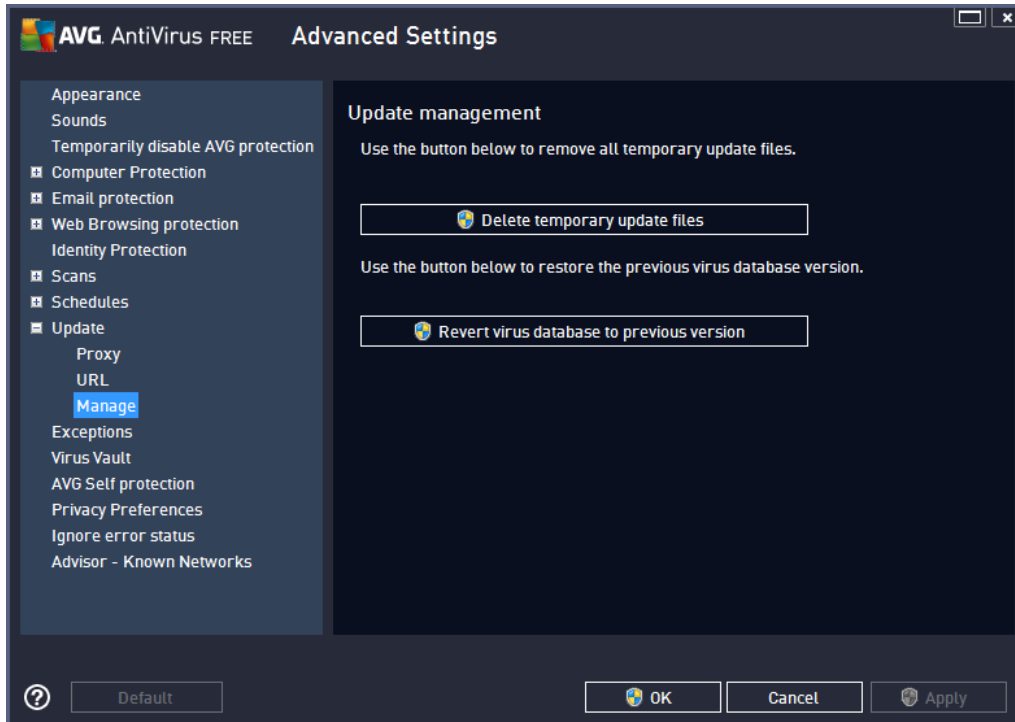 AVG. AntiVirus FREE Advanced Settings
Appearance
Sounds
Temporarily disable AVG protection
Computer Protection
Email protection
Web Browsing protection
Identity Protection
Scans
Schedules
Update
Proxy
URL
Manage
Exceptions
Virus Vault
AVG Self protection
Privacy Preferences
Ignore error status
Advisor - Known Networks
Update management
Use the button below to remove all temporary update files.
Delete temporary update files
Use the button below to restore the previous virus database version.
Revert virus database to previous version
? Default OK Cancel Apply